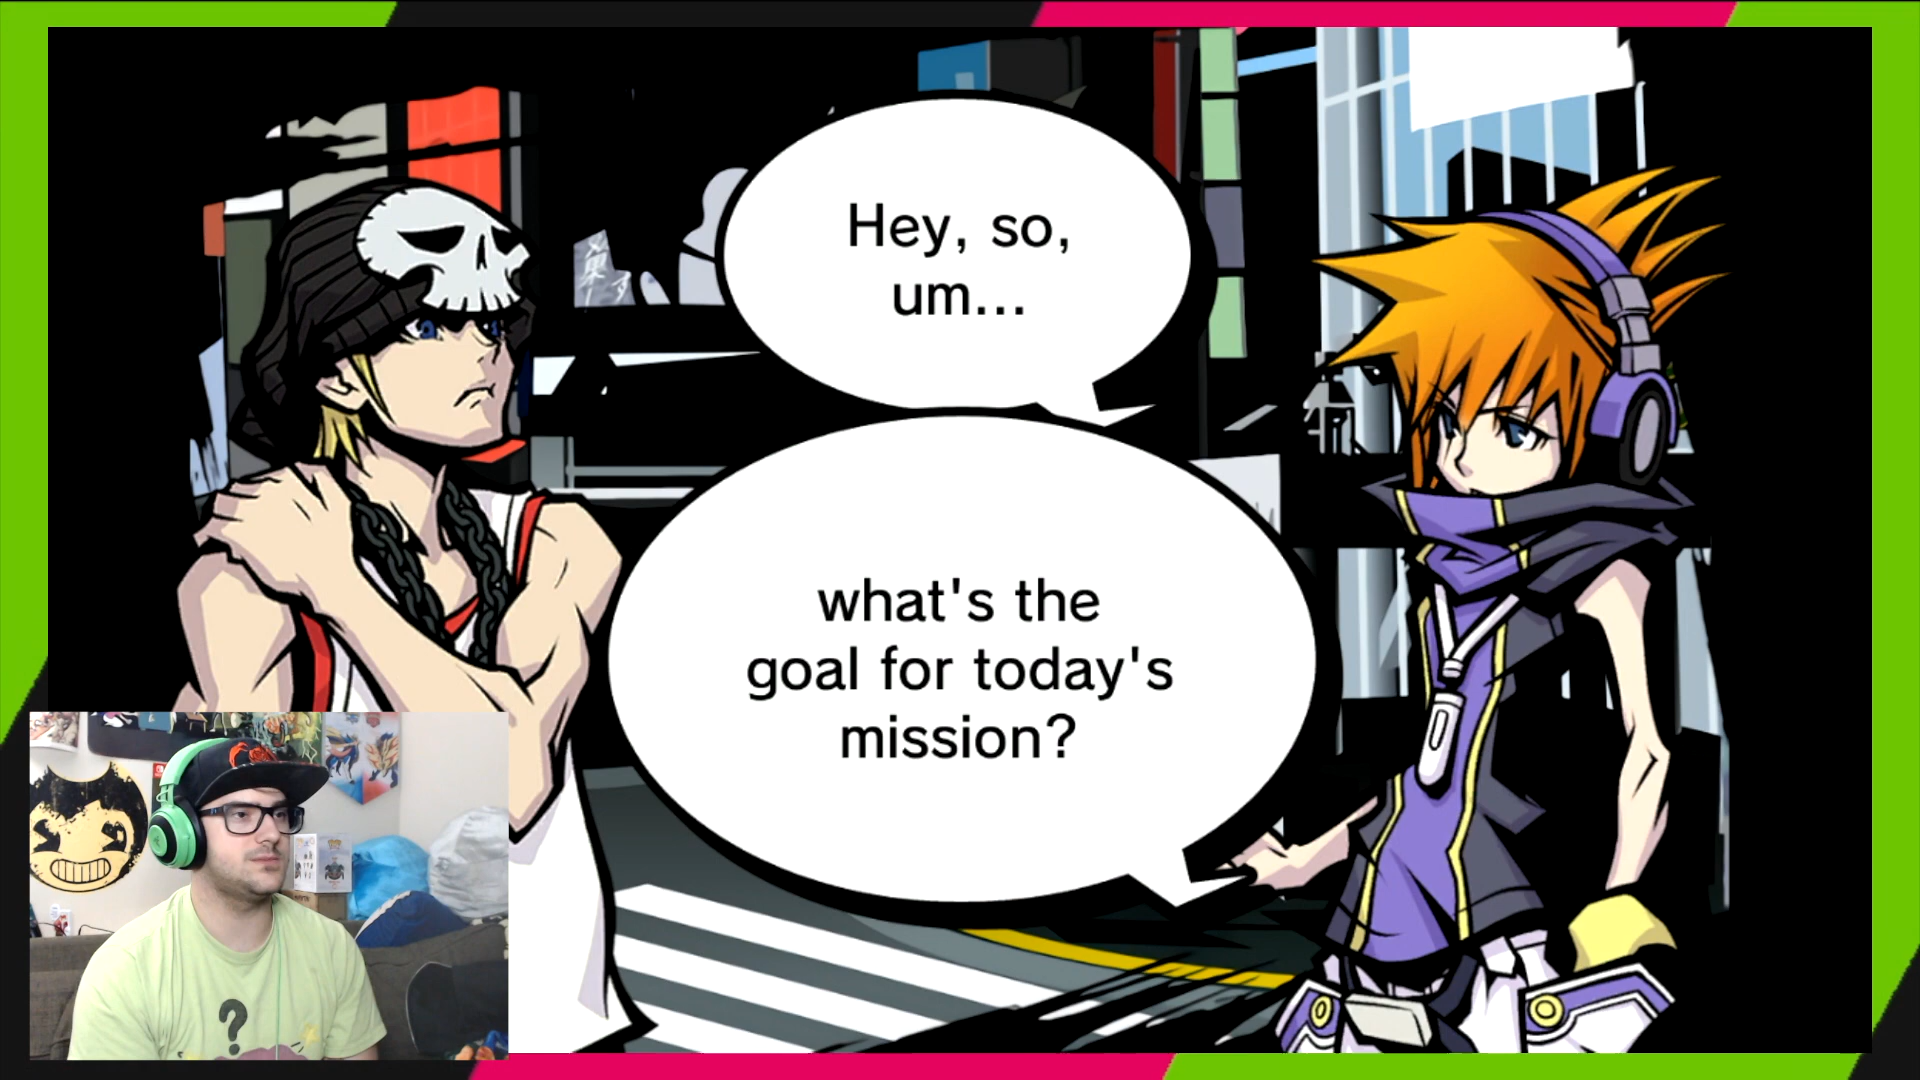 Hey, so,
um...
what's the
goal for today's
mission?
?